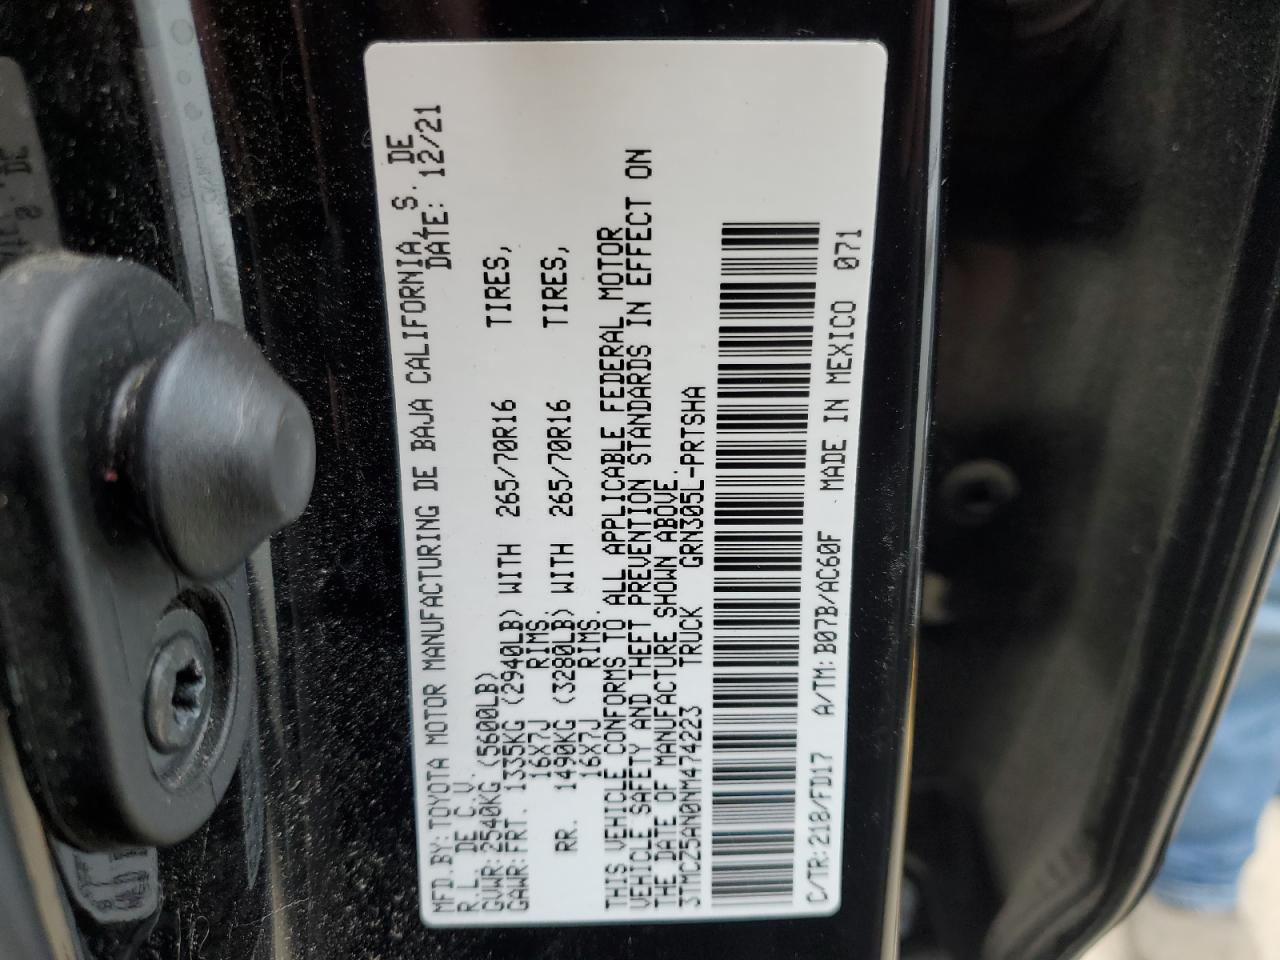 MFD.BY:TOYOTA MOTOR MANUFACTURING DE BAJA CALIFORNIA, S. DE
R.L. DE C.V. DATE: 12/21
GVWR:2540KG (5600LB)
GAWR:FRT. 1335KG (2940LB) WITH 265/70R16 TIRES,
16X7J RIMS,
RR. 1490KG (3280LB) WITH 265/70R16 TIRES,
16X7J RIMS.
THIS VEHICLE CONFORMS TO ALL APPLICABLE FEDERAL MOTOR
VEHICLE SAFETY AND THEFT PREVENTION STANDARDS IN EFFECT ON
THE DATE OF MANUFACTURE SHOWN ABOVE.
3TMCZ5AN0NM474223 TRUCK GRN305L-PRTSHA
C/TR:218/FD17 A/TM:B07B/AC60F MADE IN MEXICO 071